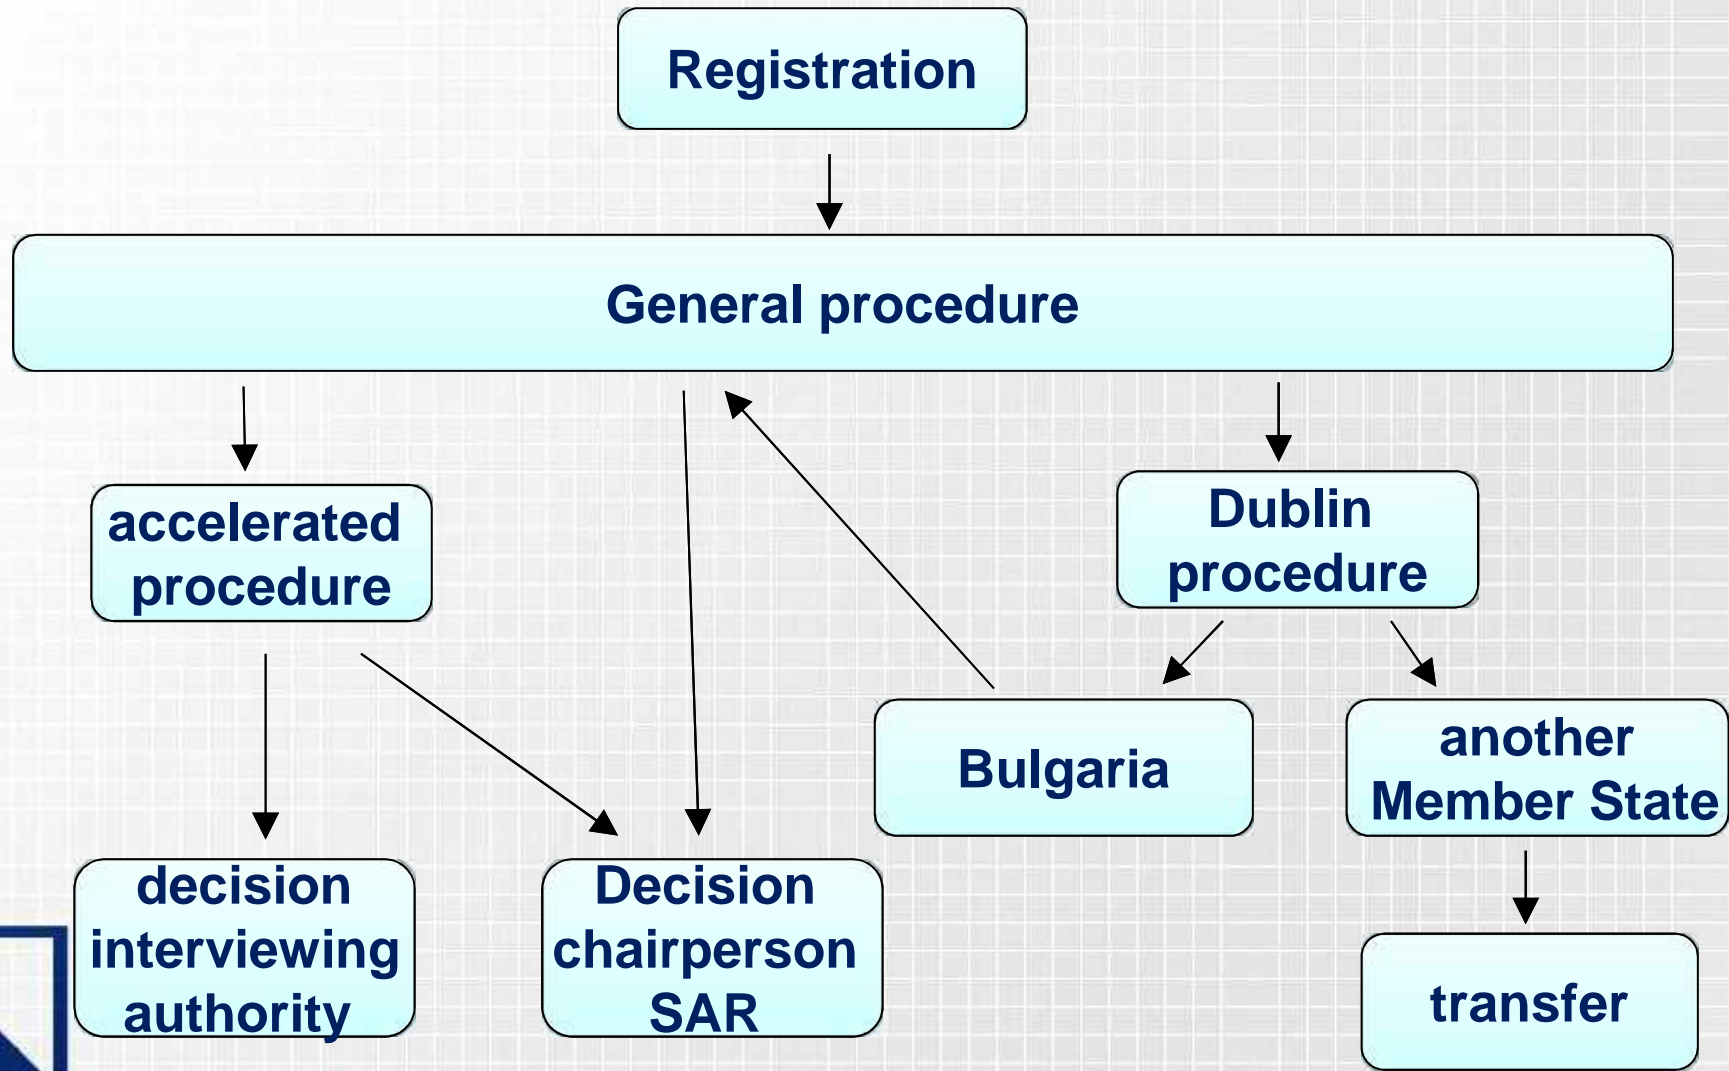 Registration
General procedure
accelerated
procedure
Dublin
procedure
Bulgaria
another
Member State
decision
interviewing
authority
Decision
chairperson
SAR
transfer